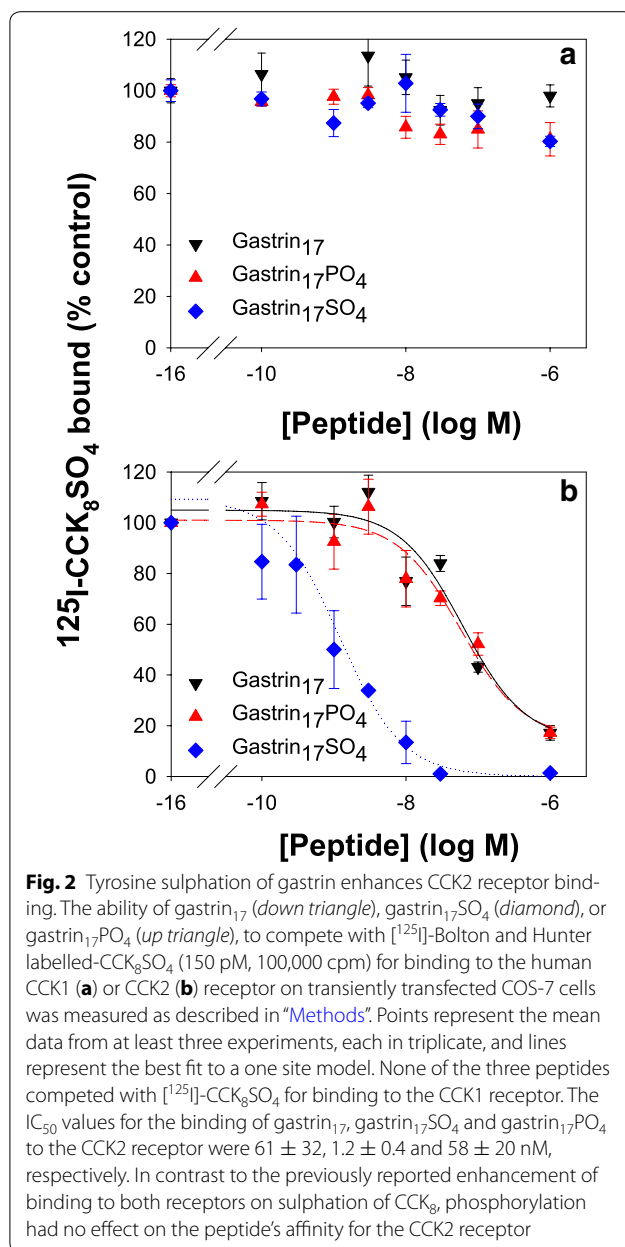 a
120
100
80
60
40
20
0
Gastrin17
Gastrin17PO4
Gastrin17SO4
-16 -10 -8 -6
[Peptide] (log M)
125I-CCK8SO4 bound (% control)
b
120
100
80
60
40
20
0
Gastrin17
Gastrin17PO4
Gastrin17SO4
-16 -10 -8 -6
[Peptide] (log M)
Fig. 2 Tyrosine sulphation of gastrin enhances CCK2 receptor bind-
ing. The ability of gastrin17 (down triangle), gastrin17SO4 (diamond), or
gastrin17PO4 (up triangle), to compete with [125I]-Bolton and Hunter
labelled-CCK8SO4 (150 pM, 100,000 cpm) for binding to the human
CCK1 (a) or CCK2 (b) receptor on transiently transfected COS-7 cells
was measured as described in “Methods”. Points represent the mean
data from at least three experiments, each in triplicate, and lines
represent the best fit to a one site model. None of the three peptides
competed with [125I]-CCK8SO4 for binding to the CCK1 receptor. The
IC50 values for the binding of gastrin17, gastrin17SO4 and gastrin17PO4
to the CCK2 receptor were 61 ± 32, 1.2 ± 0.4 and 58 ± 20 nM,
respectively. In contrast to the previously reported enhancement of
binding to both receptors on sulphation of CCK8, phosphorylation
had no effect on the peptide’s affinity for the CCK2 receptor